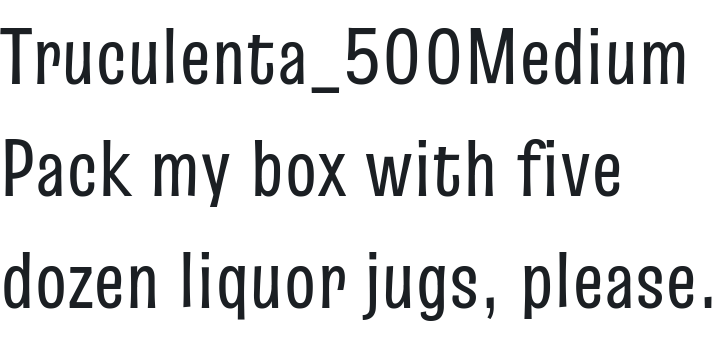 Truculenta_500Medium
Pack my box with five
dozen liquor jugs, please.